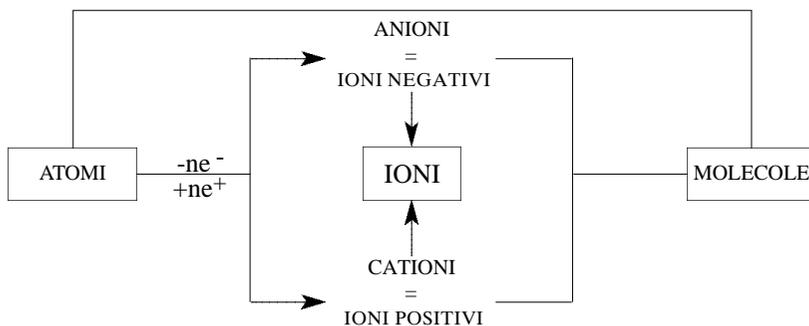 ANIONI
=
IONI NEGATIVI
ATOMI
-ne⁻
+ne⁺
IONI
MOLECOLE
CATIONI
=
IONI POSITIVI